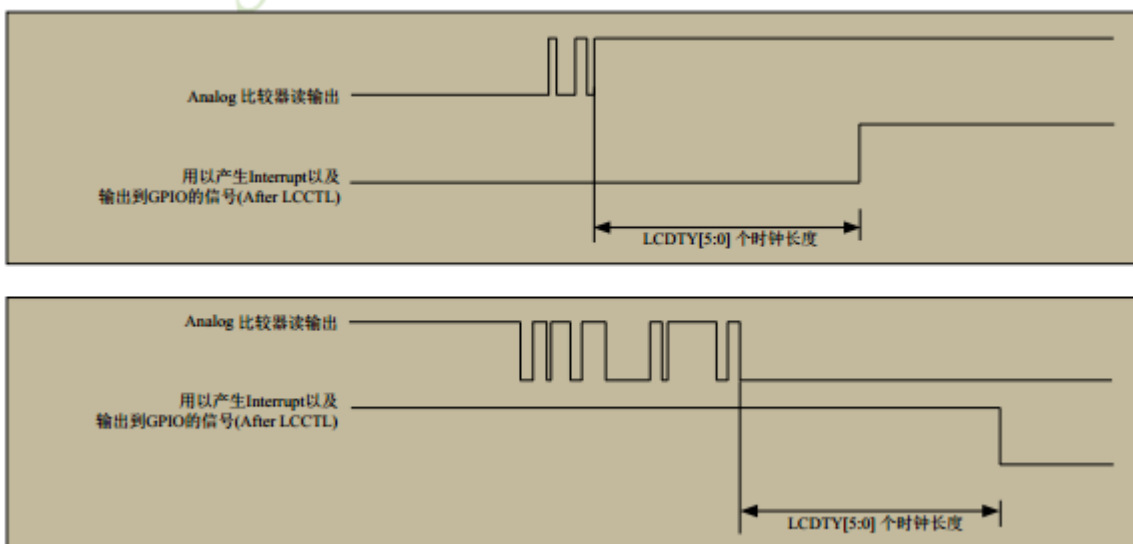 Analog 比较器读输出
用以产生Interrupt以及
输出到GPIO的信号(After LCCTL)
LCDTY[5:0] 个时钟长度
Analog 比较器读输出
用以产生Interrupt以及
输出到GPIO的信号(After LCCTL)
LCDTY[5:0] 个时钟长度